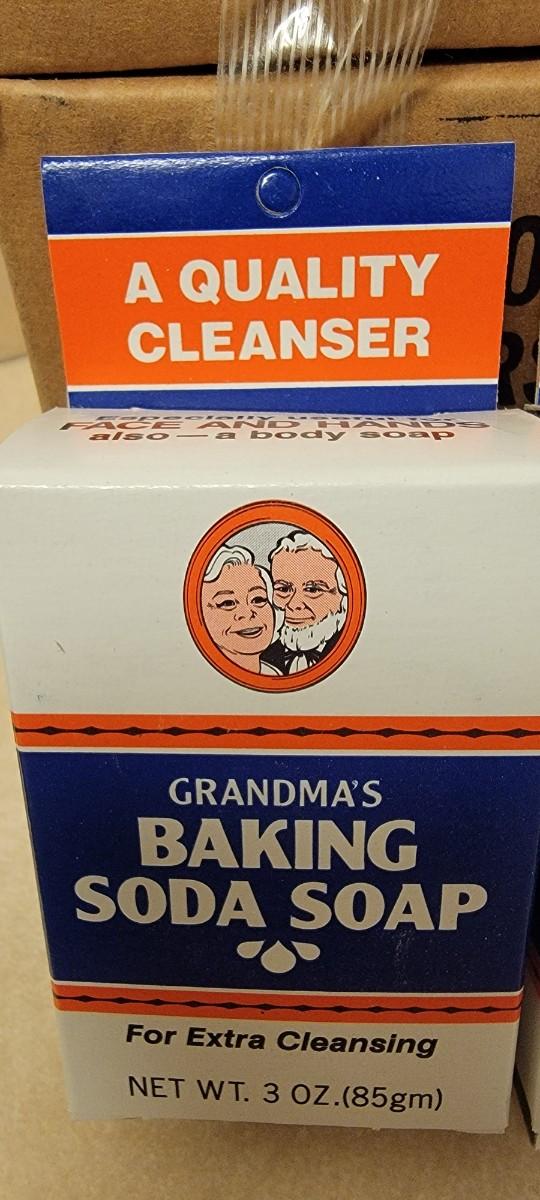 A QUALITY
CLEANSER
Especially
FACE AND HANDS
also—a body soap
GRANDMA'S
BAKING
SODA SOAP
For Extra Cleansing
NET WT. 3 OZ.(85gm)